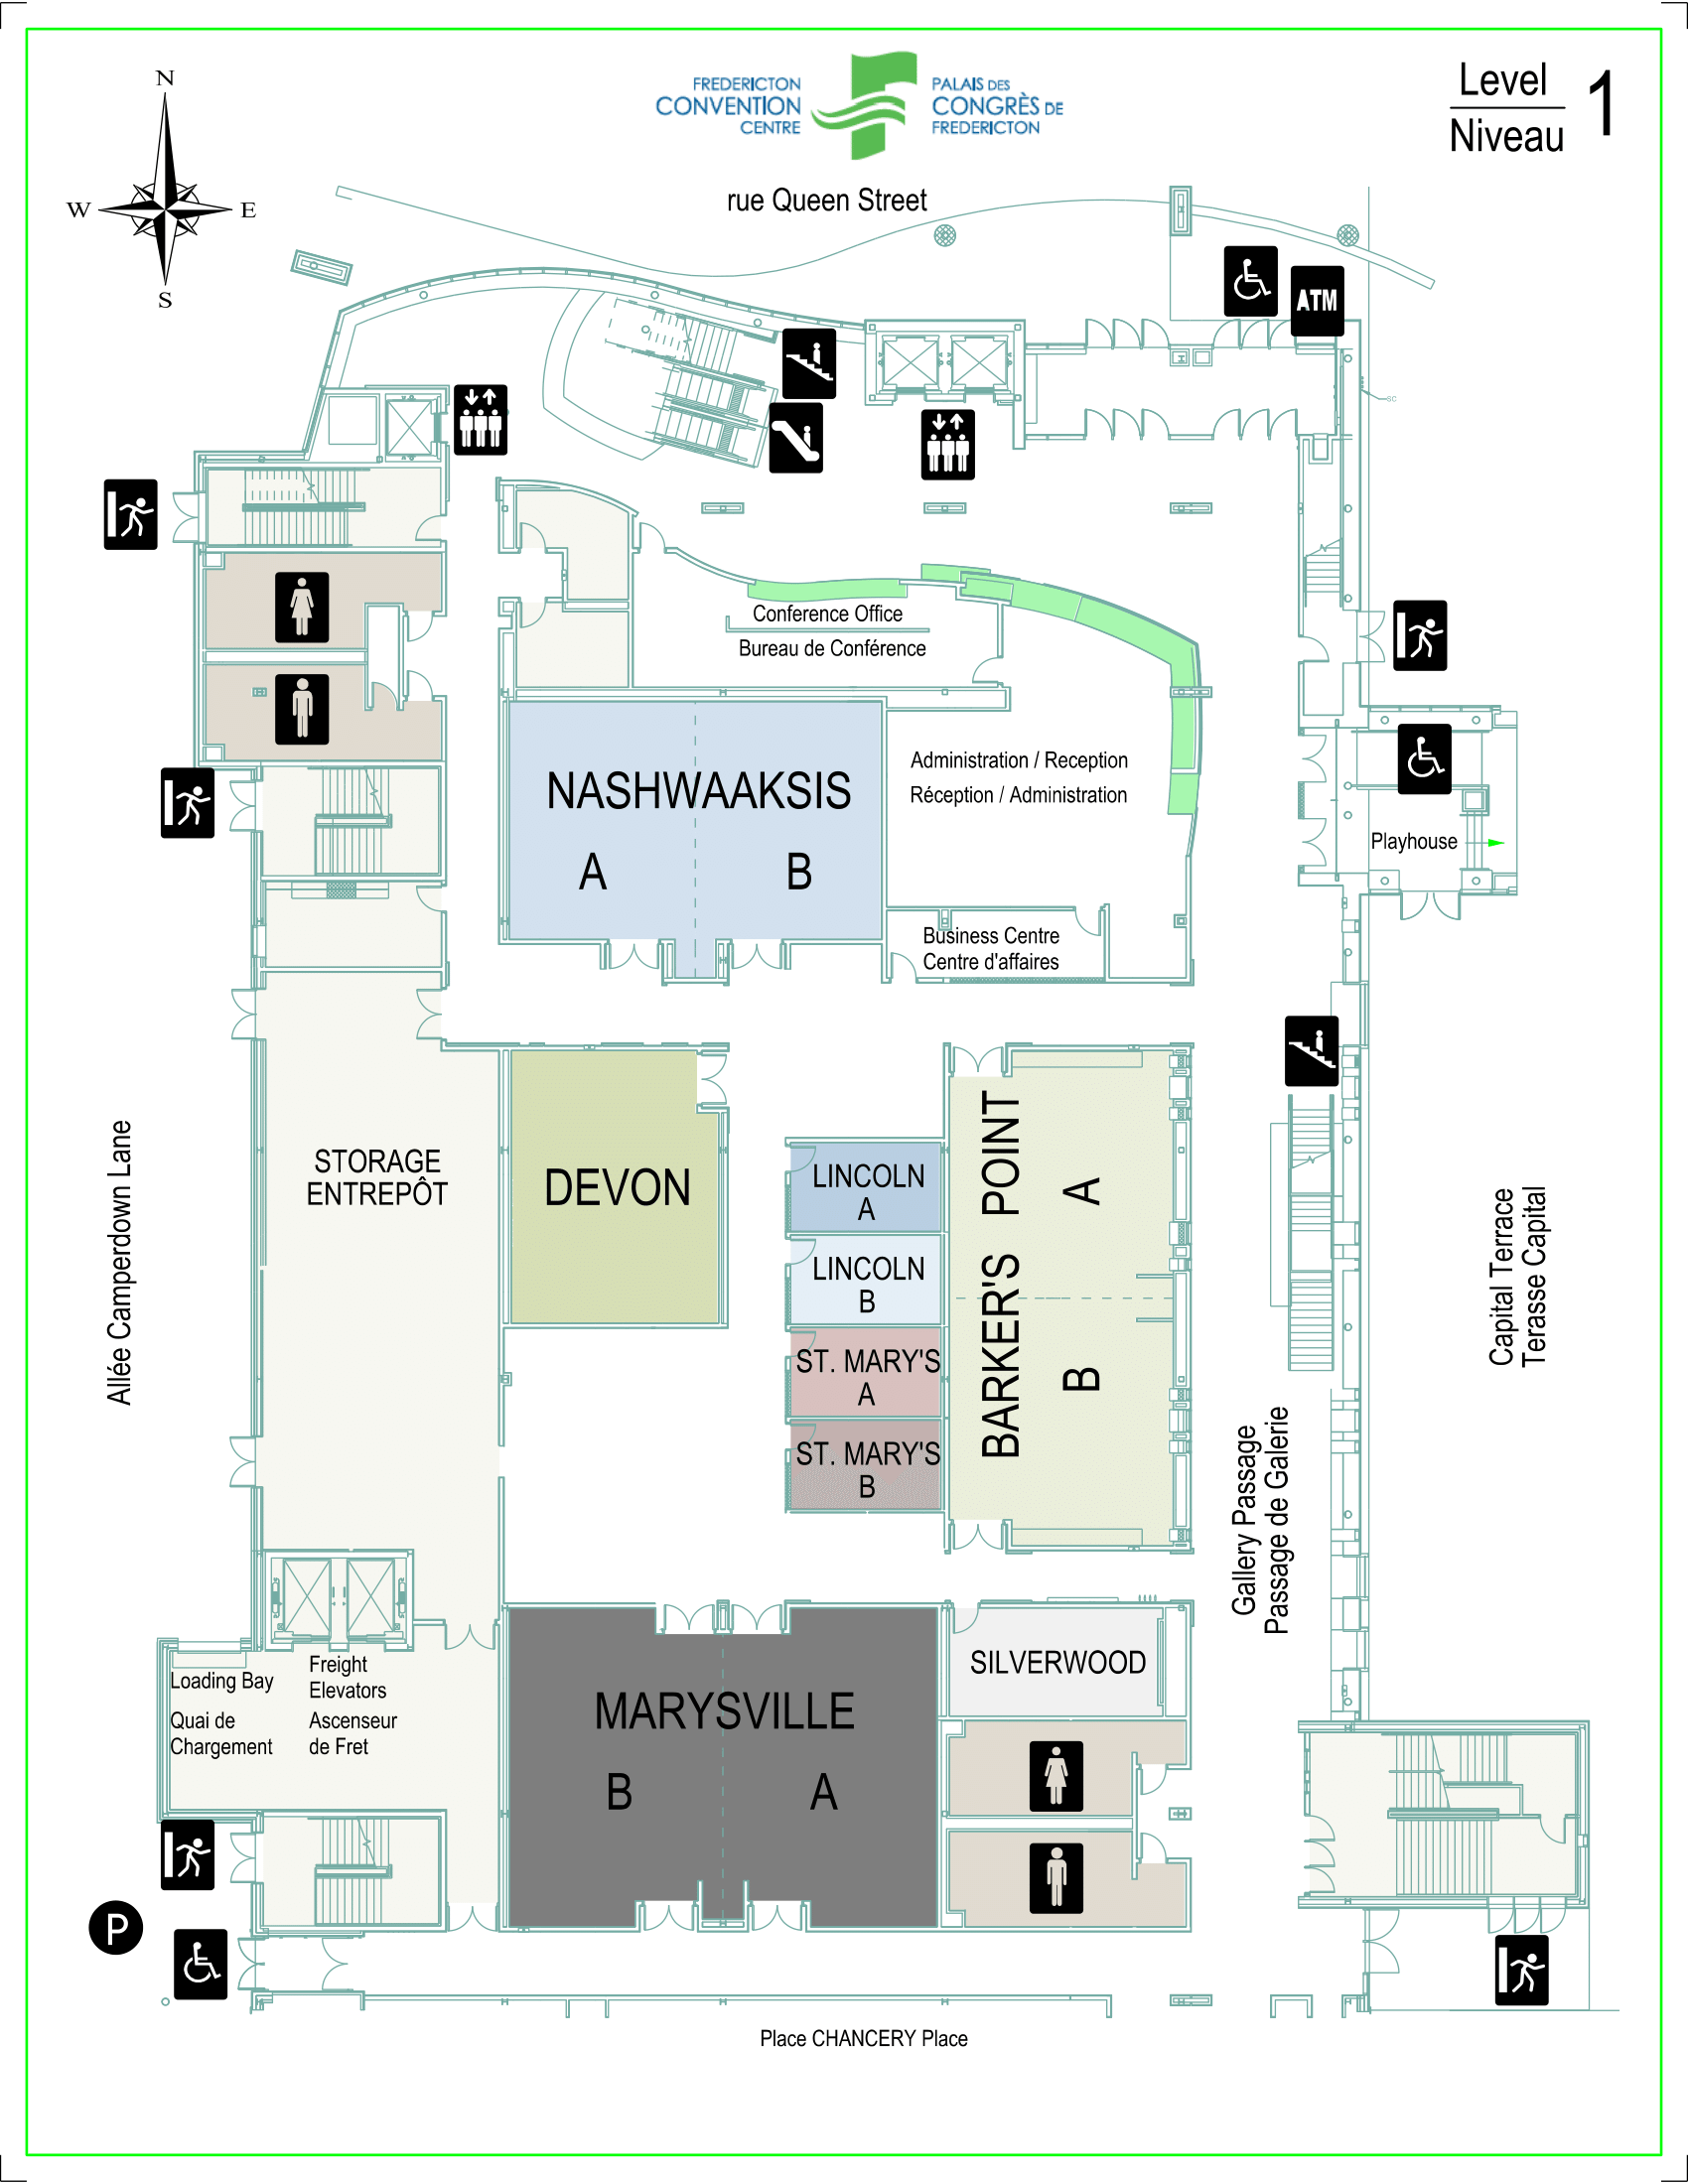 FREDERICTON
CONVENTION
CENTRE
PALAIS DES
CONGRÈS DE
FREDERICTON
Level
Niveau
1
N
W
E
S
rue Queen Street
ATM
SC
Conference Office
Bureau de Conférence
NASHWAAKSIS
A
B
Administration / Reception
Réception / Administration
Playhouse
Business Centre
Centre d'affaires
STORAGE
ENTREPÔT
DEVON
LINCOLN
A
LINCOLN
B
ST. MARY'S
A
ST. MARY'S
B
BARKER'S POINT
A
B
Allée Camperdown Lane
Capital Terrace
Terasse Capital
Gallery Passage
Passage de Galerie
Loading Bay
Quai de
Chargement
Freight
Elevators
Ascenseur
de Fret
MARYSVILLE
B
A
SILVERWOOD
P
Place CHANCERY Place